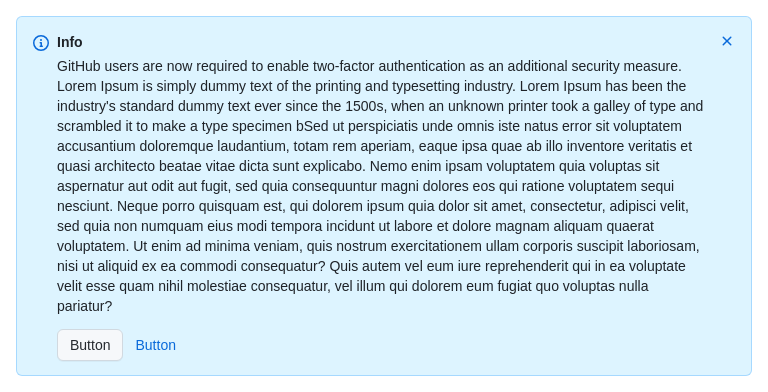 Info
GitHub users are now required to enable two-factor authentication as an additional security measure.
Lorem Ipsum is simply dummy text of the printing and typesetting industry. Lorem Ipsum has been the
industry's standard dummy text ever since the 1500s, when an unknown printer took a galley of type and
scrambled it to make a type specimen bSed ut perspiciatis unde omnis iste natus error sit voluptatem
accusantium doloremque laudantium, totam rem aperiam, eaque ipsa quae ab illo inventore veritatis et
quasi architecto beatae vitae dicta sunt explicabo. Nemo enim ipsam voluptatem quia voluptas sit
aspernatur aut odit aut fugit, sed quia consequuntur magni dolores eos qui ratione voluptatem sequi
nesciunt. Neque porro quisquam est, qui dolorem ipsum quia dolor sit amet, consectetur, adipisci velit,
sed quia non numquam eius modi tempora incidunt ut labore et dolore magnam aliquam quaerat
voluptatem. Ut enim ad minima veniam, quis nostrum exercitationem ullam corporis suscipit laboriosam,
nisi ut aliquid ex ea commodi consequatur? Quis autem vel eum iure reprehenderit qui in ea voluptate
velit esse quam nihil molestiae consequatur, vel illum qui dolorem eum fugiat quo voluptas nulla
pariatur?
Button Button